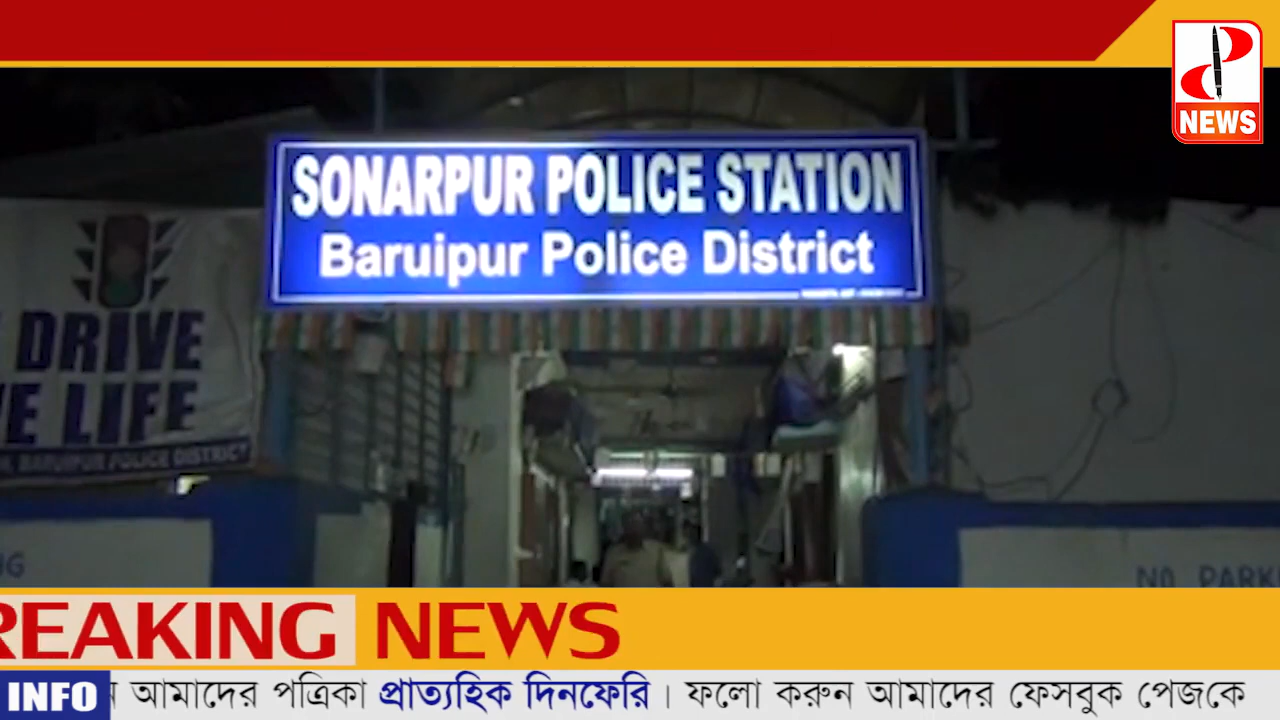 NEWS
SONARPUR POLICE STATION
Baruipur Police District
DRIVE
LIFE
BARUIPUR POLICE DISTRICT
NO PARK
REAKING NEWS
INFO আমাদের পত্রিকা প্রাত্যহিক দিনফেরি । ফলো করুন আমাদের ফেসবুক পেজকে